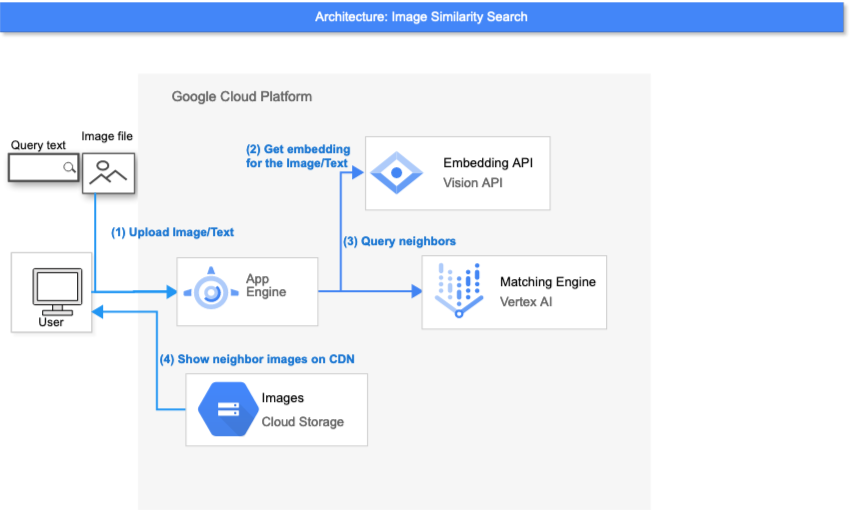 Architecture: Image Similarity Search
Google Cloud Platform
Query text
Image file
(2) Get embedding
for the Image/Text
Embedding API
Vision API
(1) Upload Image/Text
(3) Query neighbors
App
Engine
Matching Engine
Vertex AI
User
(4) Show neighbor images on CDN
Images
Cloud Storage